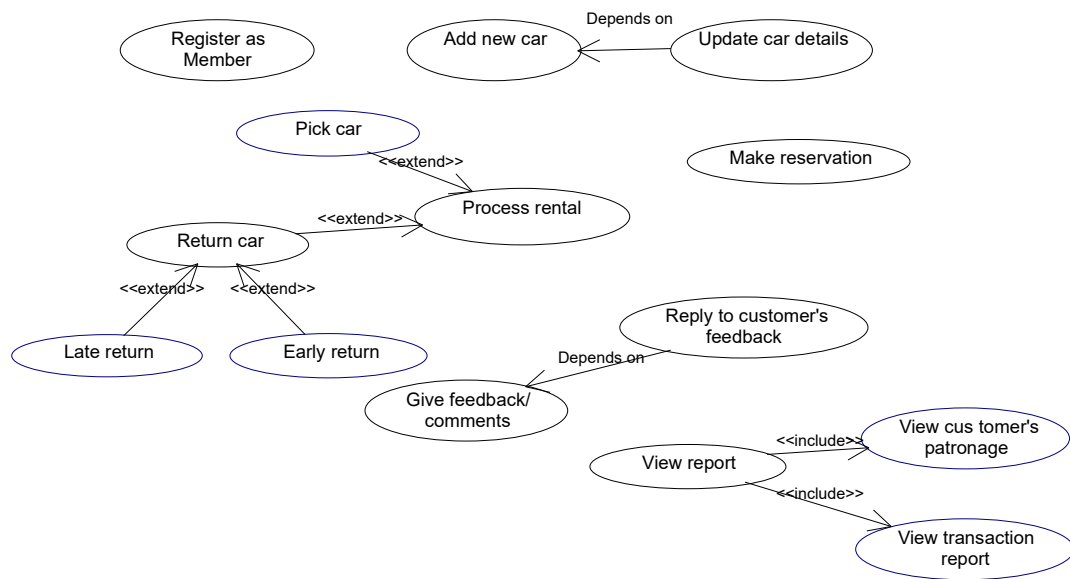 Register as
Member
Add new car
Depends on
Update car details
Pick car
<<extend>>
Make reservation
Process rental
<<extend>>
Return car
<<extend>>
<<extend>>
Late return
Early return
Reply to customer's
feedback
Depends on
Give feedback/
comments
View cus tomer's
patronage
<<include>>
View report
<<include>>
View transaction
report